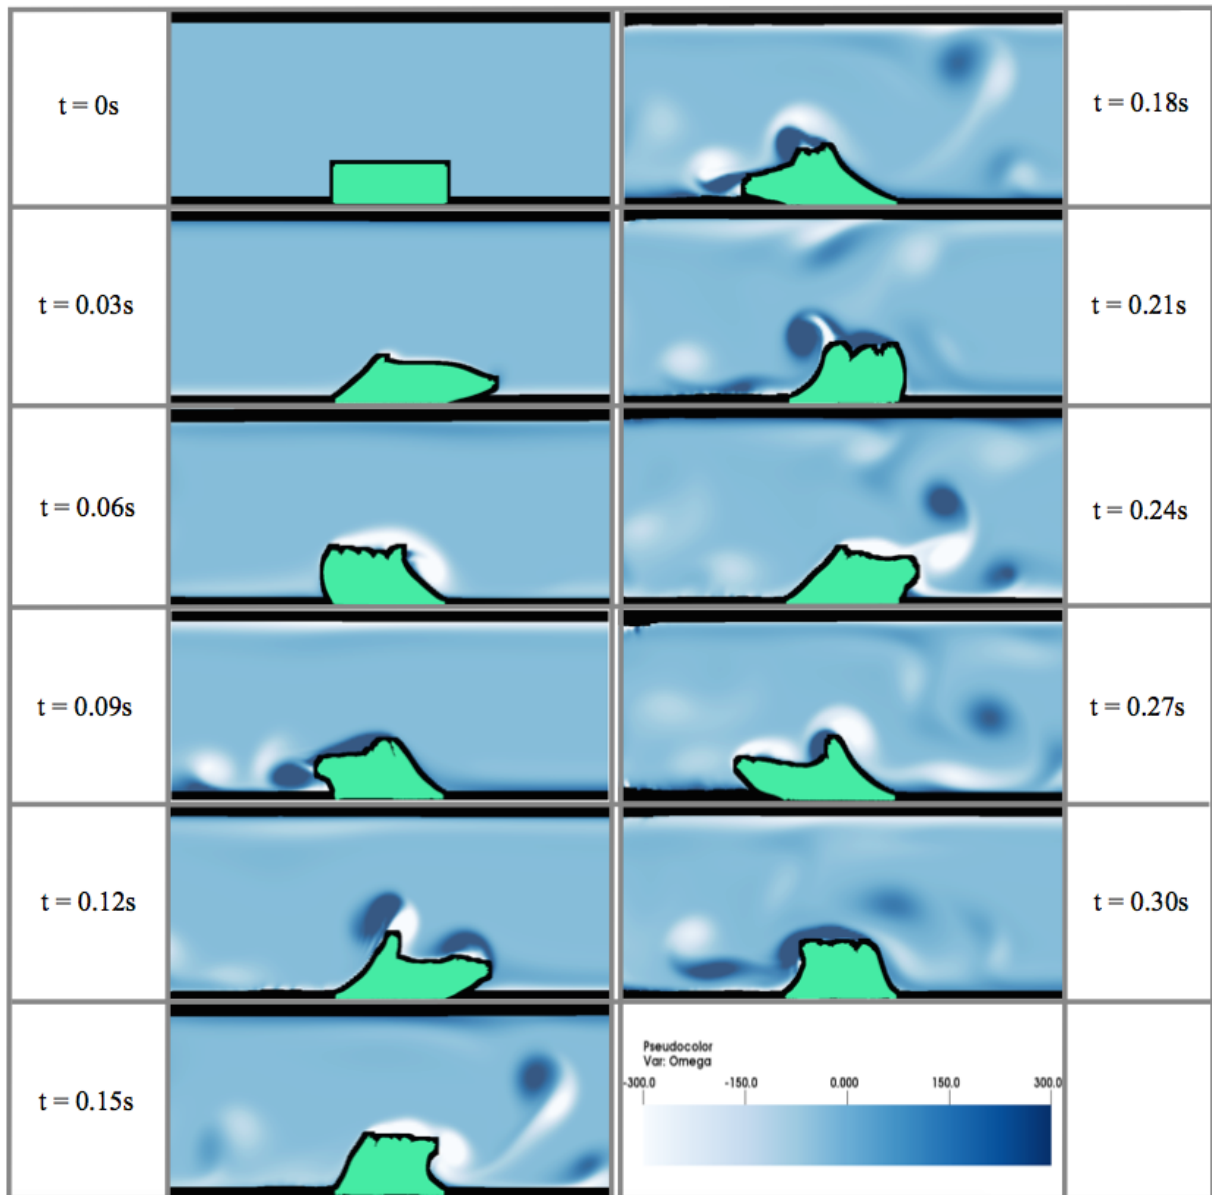 t = 0s
t = 0.03s
t = 0.06s
t = 0.09s
t = 0.12s
t = 0.15s
t = 0.18s
t = 0.21s
t = 0.24s
t = 0.27s
t = 0.30s
Pseudocolor
Var: Omega
-300.0 -150.0 0.000 150.0 300.0